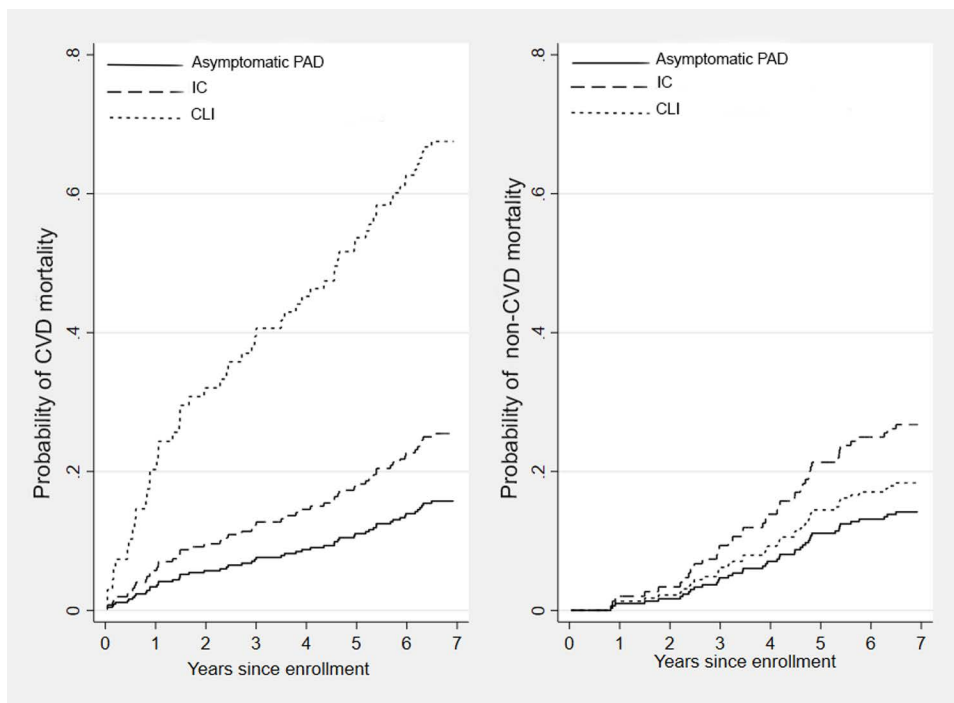 Asymptomatic PAD
IC
CLI
Probability of CVD mortality
.8
.6
.4
.2
0
0 1 2 3 4 5 6 7
Years since enrollment
Asymptomatic PAD
IC
CLI
Probability of non-CVD mortality
.8
.6
.4
.2
0
0 1 2 3 4 5 6 7
Years since enrollment